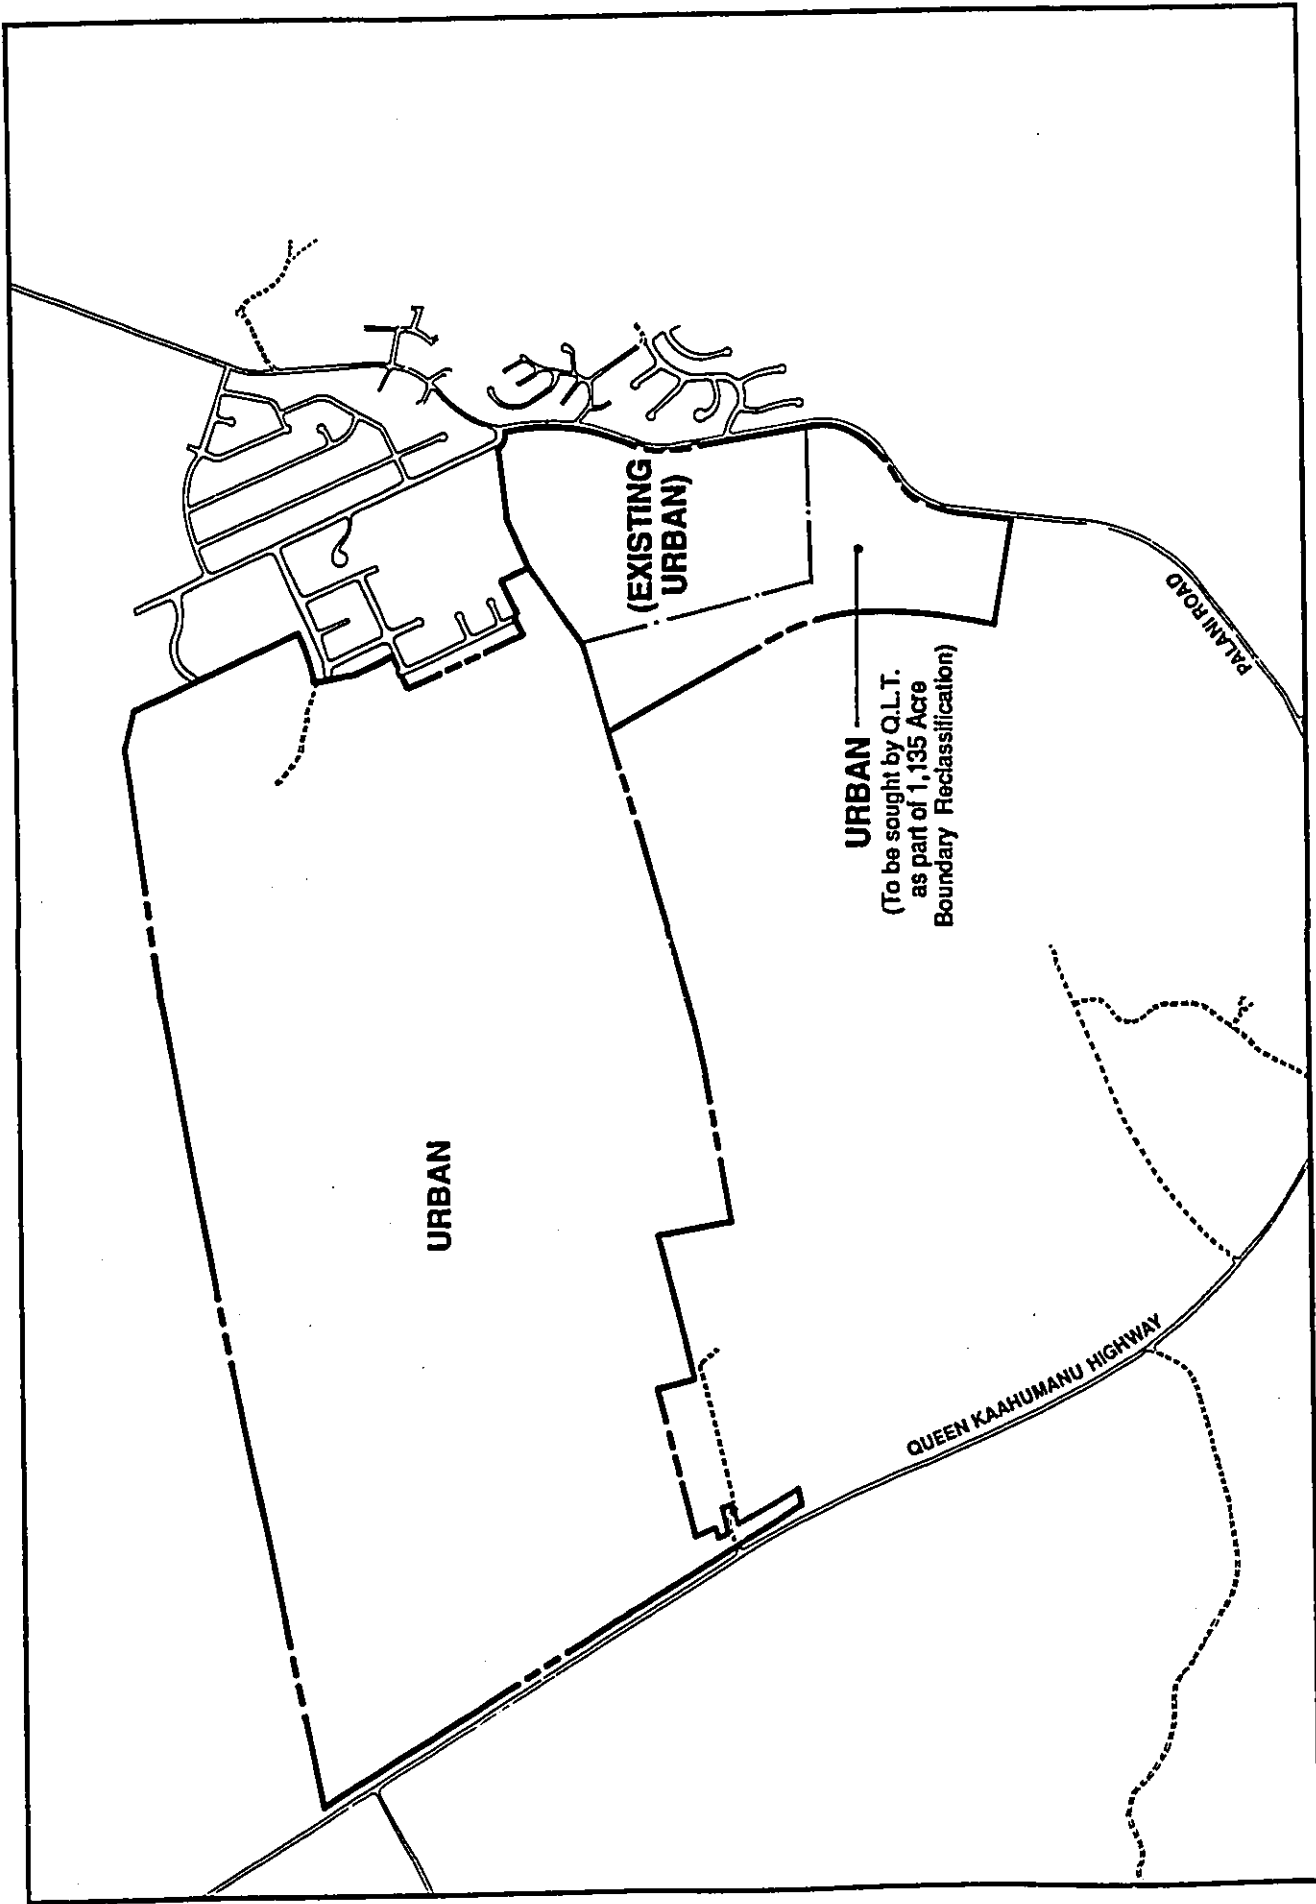 URBAN
(EXISTING
URBAN)
URBAN
(To be sought by Q.L.T.
as part of 1,135 Acre
Boundary Reclassification)
QUEEN KAAHUMANU HIGHWAY
PALANI ROAD